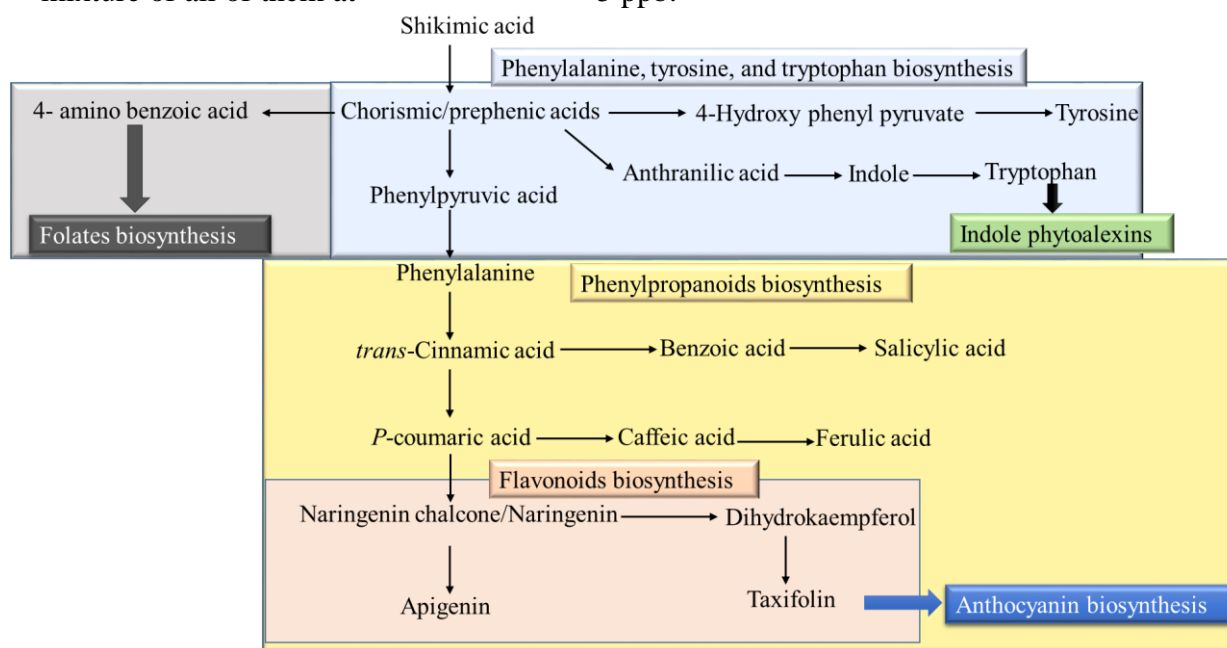 Shikimic acid
Phenylalanine, tyrosine, and tryptophan biosynthesis
4- amino benzoic acid
Chorismic/prephenic acids
4-Hydroxy phenyl pyruvate
Tyrosine
Anthranilic acid
Indole
Tryptophan
Phenylpyruvic acid
Folates biosynthesis
Indole phytoalexins
Phenylalanine
Phenylpropanoids biosynthesis
trans-Cinnamic acid
Benzoic acid
Salicylic acid
P-coumaric acid
Caffeic acid
Ferulic acid
Flavonoids biosynthesis
Naringenin chalcone/Naringenin
Dihydrokaempferol
Apigenin
Taxifolin
Anthocyanin biosynthesis